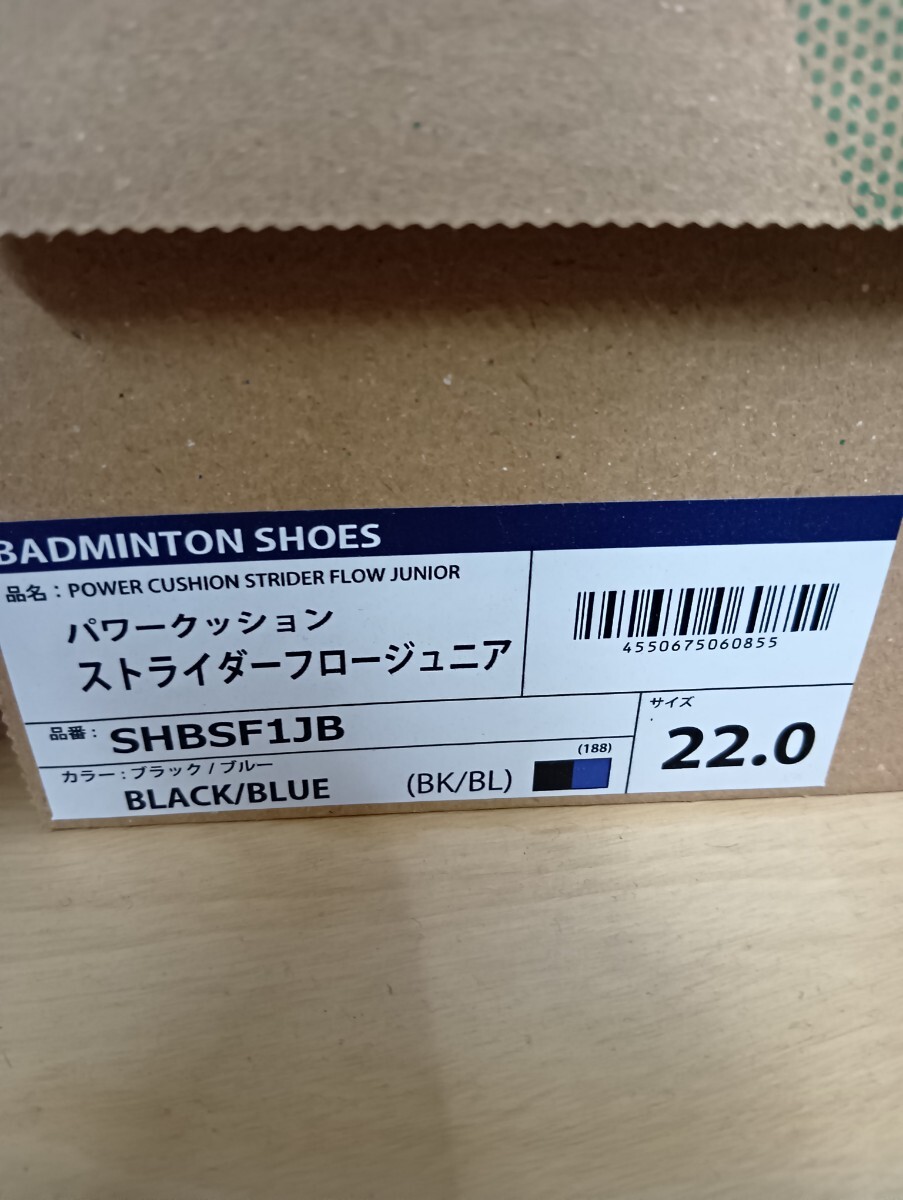 BADMINTON SHOES
品名：POWER CUSHION STRIDER FLOW JUNIOR
パワークッション
ストライダーフロージュニア
4550675060855
品番：SHBSF1JB
カラー：ブラック / ブルー
BLACK/BLUE (BK/BL)
(188)
サイズ
22.0